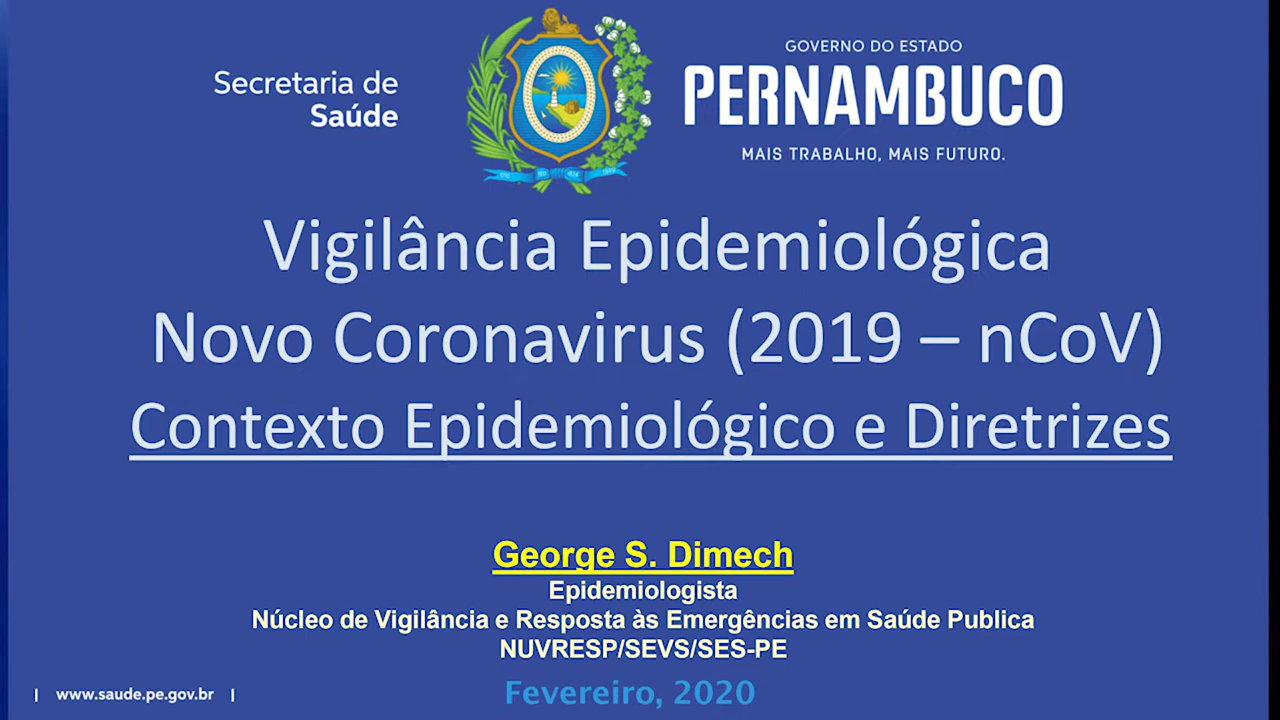 Secretaria de
Saúde
GOVERNO DO ESTADO
PERNAMBUCO
MAIS TRABALHO, MAIS FUTURO.
Vigilância Epidemiológica
Novo Coronavirus (2019 – nCoV)
Contexto Epidemiológico e Diretrizes
George S. Dimech
Epidemiologista
Núcleo de Vigilância e Resposta às Emergências em Saúde Publica
NUVRESP/SEVS/SES-PE
| www.saude.pe.gov.br |
Fevereiro, 2020